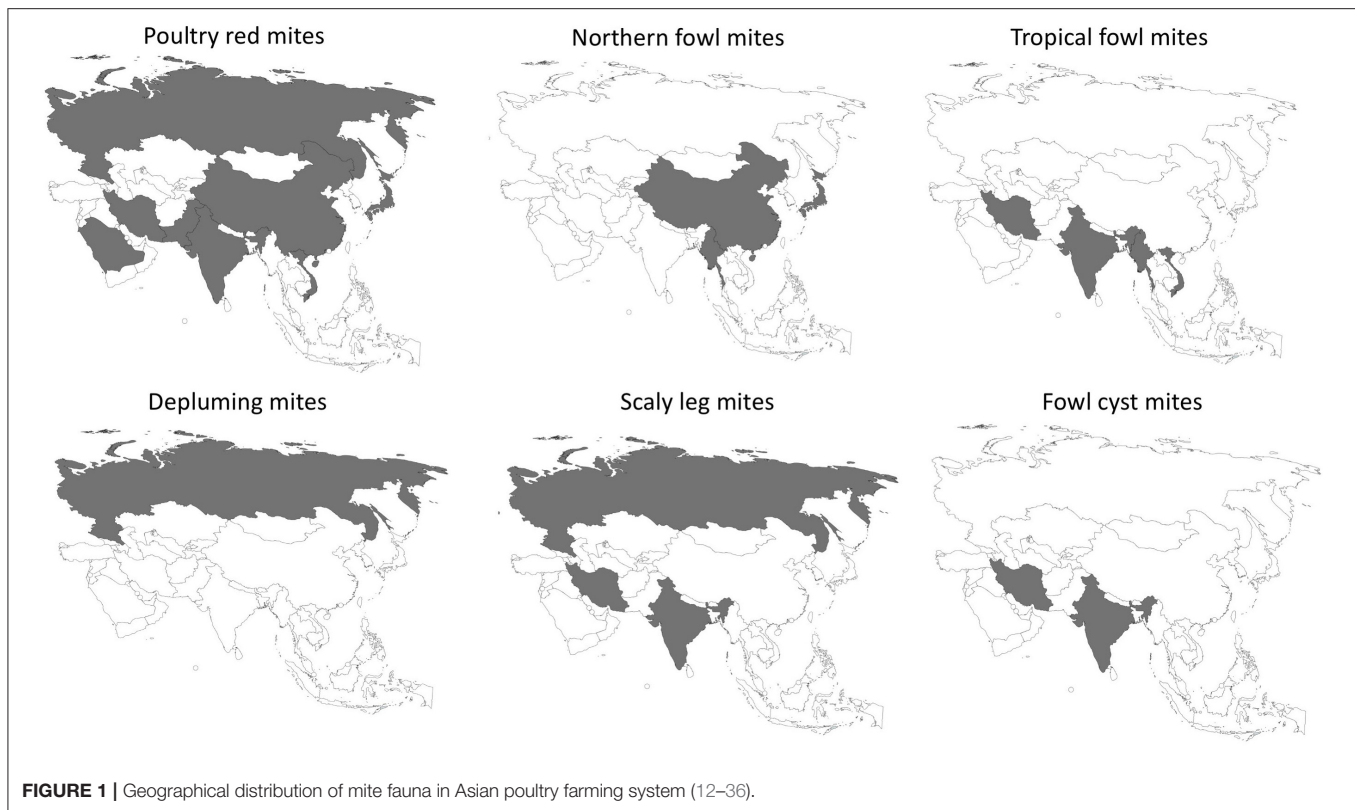 Poultry red mites
Northern fowl mites
Tropical fowl mites
Depluming mites
Scaly leg mites
Fowl cyst mites
FIGURE 1 | Geographical distribution of mite fauna in Asian poultry farming system (12–36).